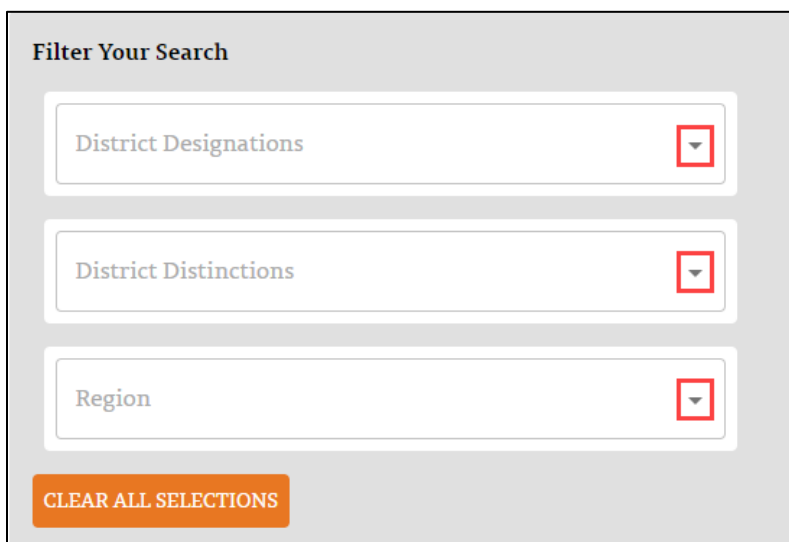 Filter Your Search
District Designations
District Distinctions
Region
CLEAR ALL SELECTIONS